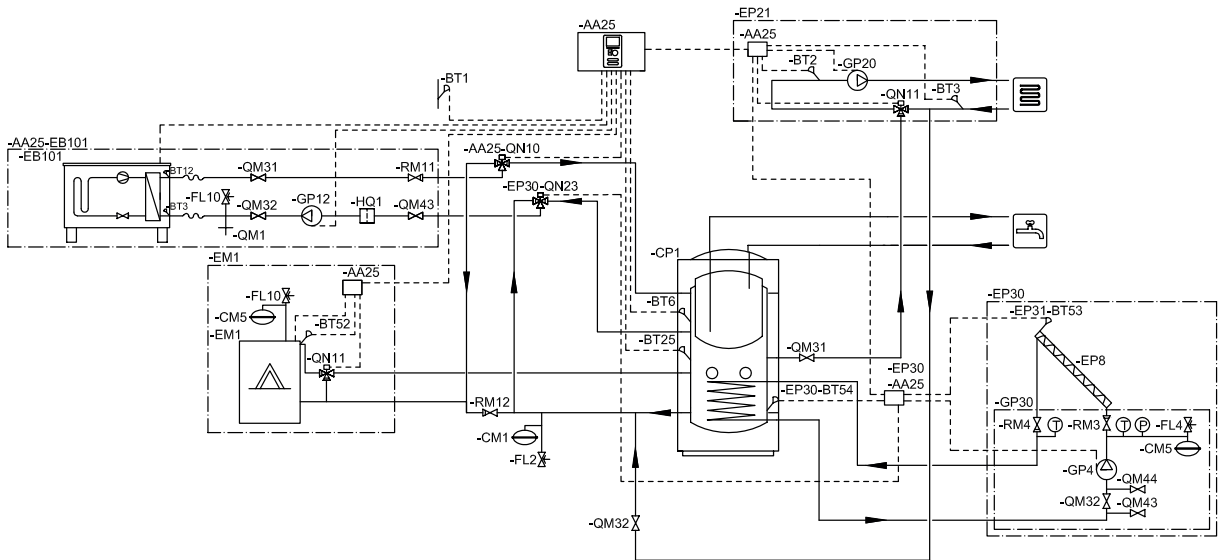 -EP21
-AA25
-AA25
-BT2
-GP20
-QN11
-BT3
-BT1
-AA25-EB101
-EB101
BT12
-QM31
-RM11
-AA25-QN10
-EP30-QN23
-FL10
-GP12
BT3
-QM32
-HQ1
-QM43
-QM1
-CP1
-EM1
-AA25
-FL10
-CM5
-BT52
-EM1
-QN11
-BT6
-BT25
-QM31
-EP30
-AA25
-EP30-BT54
-RM12
-CM1
-FL2
-QM32
-EP30
-EP31-BT53
-EP8
-GP30
-RM4
T
-RM3
T
P
-FL4
-CM5
-GP4
-QM44
-QM32
-QM43